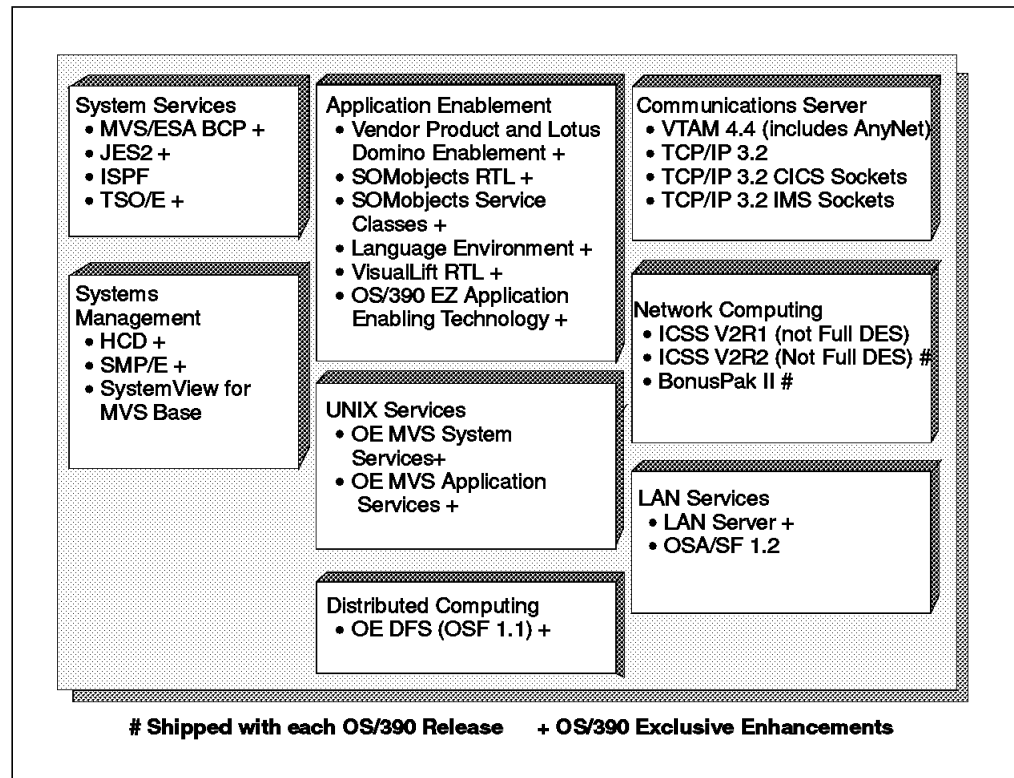 System Services
• MVS/ESA BCP +
• JES2 +
• ISPF
• TSO/E +
Systems
Management
• HCD +
• SMP/E +
• SystemView for
MVS Base
Application Enablement
• Vendor Product and Lotus
Domino Enablement +
• SOMobjects RTL +
• SOMobjects Service
Classes +
• Language Environment +
• VisualLift RTL +
• OS/390 EZ Application
Enabling Technology +
UNIX Services
• OE MVS System
Services+
• OE MVS Application
Services +
Distributed Computing
• OE DFS (OSF 1.1) +
Communications Server
• VTAM 4.4 (includes AnyNet)
• TCP/IP 3.2
• TCP/IP 3.2 CICS Sockets
• TCP/IP 3.2 IMS Sockets
Network Computing
• ICSS V2R1 (not Full DES)
• ICSS V2R2 (Not Full DES) #
• BonusPak II #
LAN Services
• LAN Server +
• OSA/SF 1.2
# Shipped with each OS/390 Release + OS/390 Exclusive Enhancements